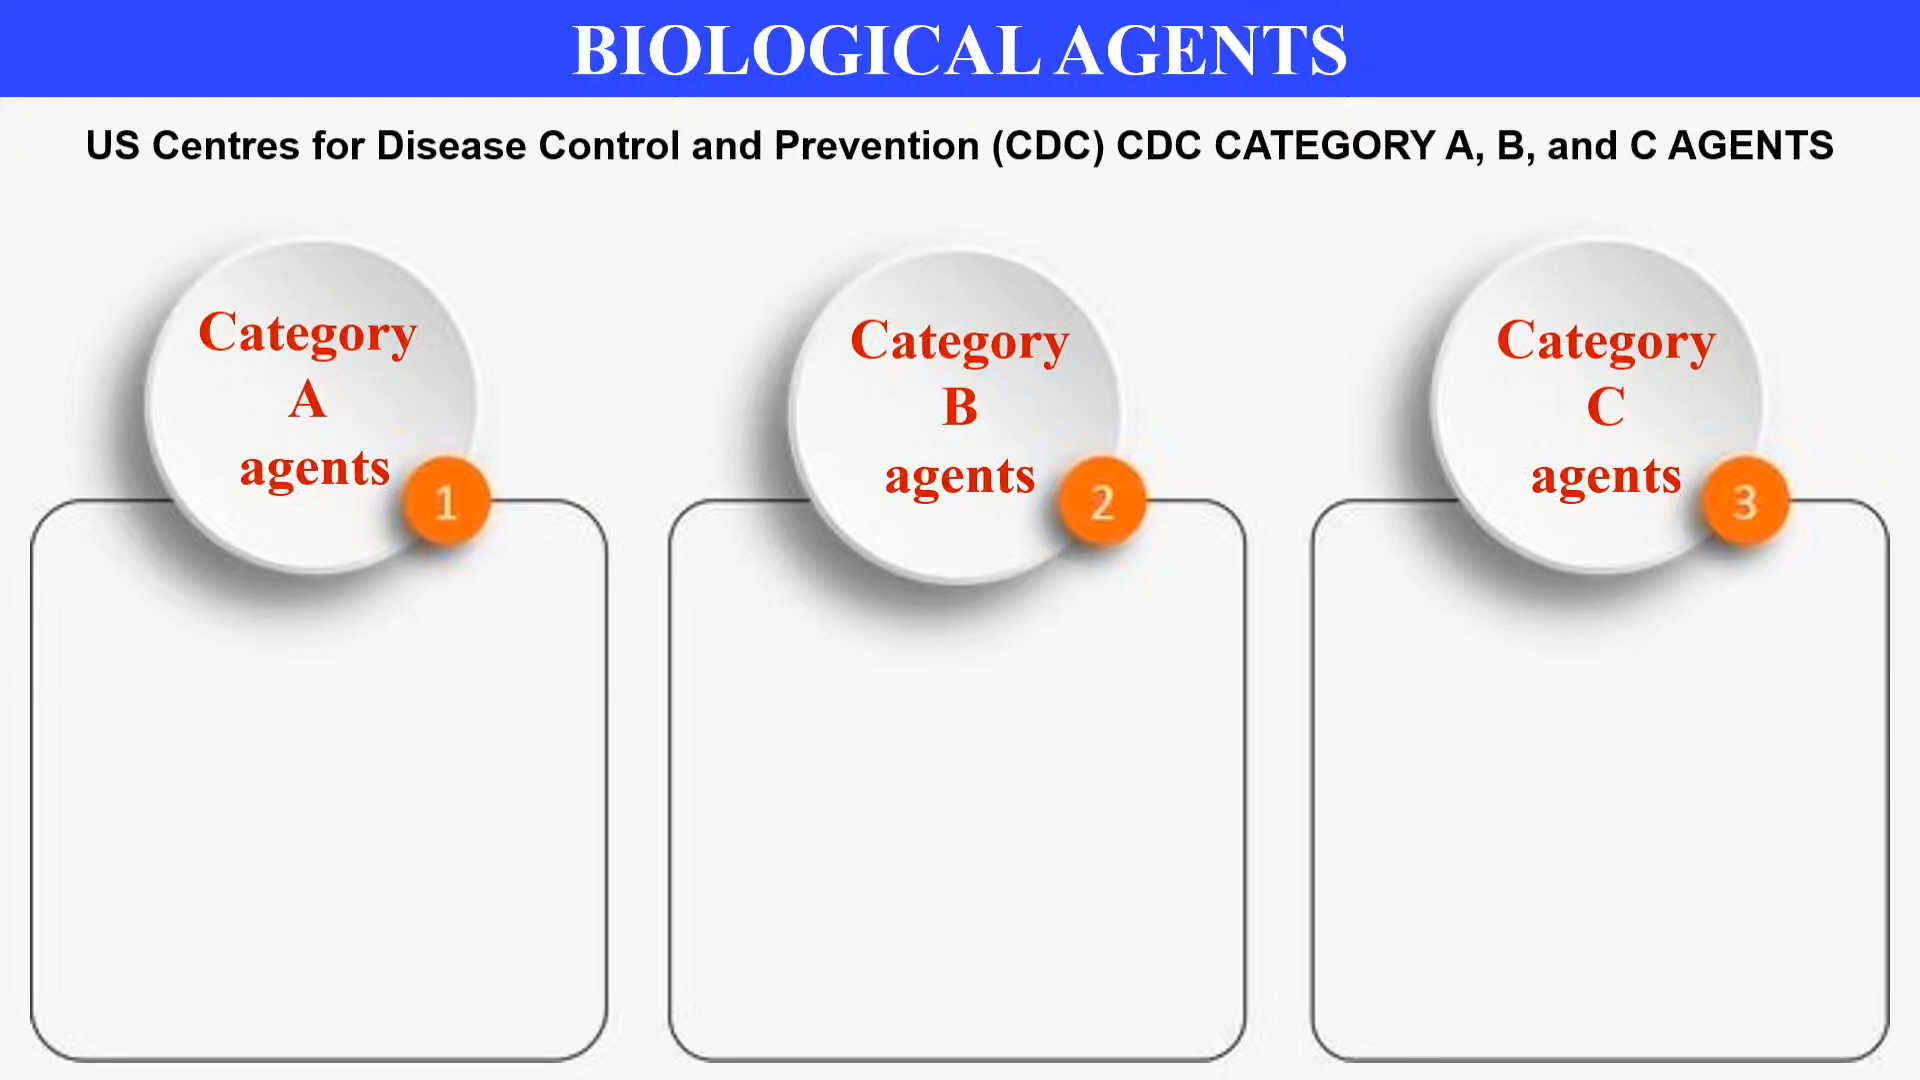 BIOLOGICAL AGENTS
US Centres for Disease Control and Prevention (CDC) CDC CATEGORY A, B, and C AGENTS
Category
A
agents
1
Category
B
agents
2
Category
C
agents
3